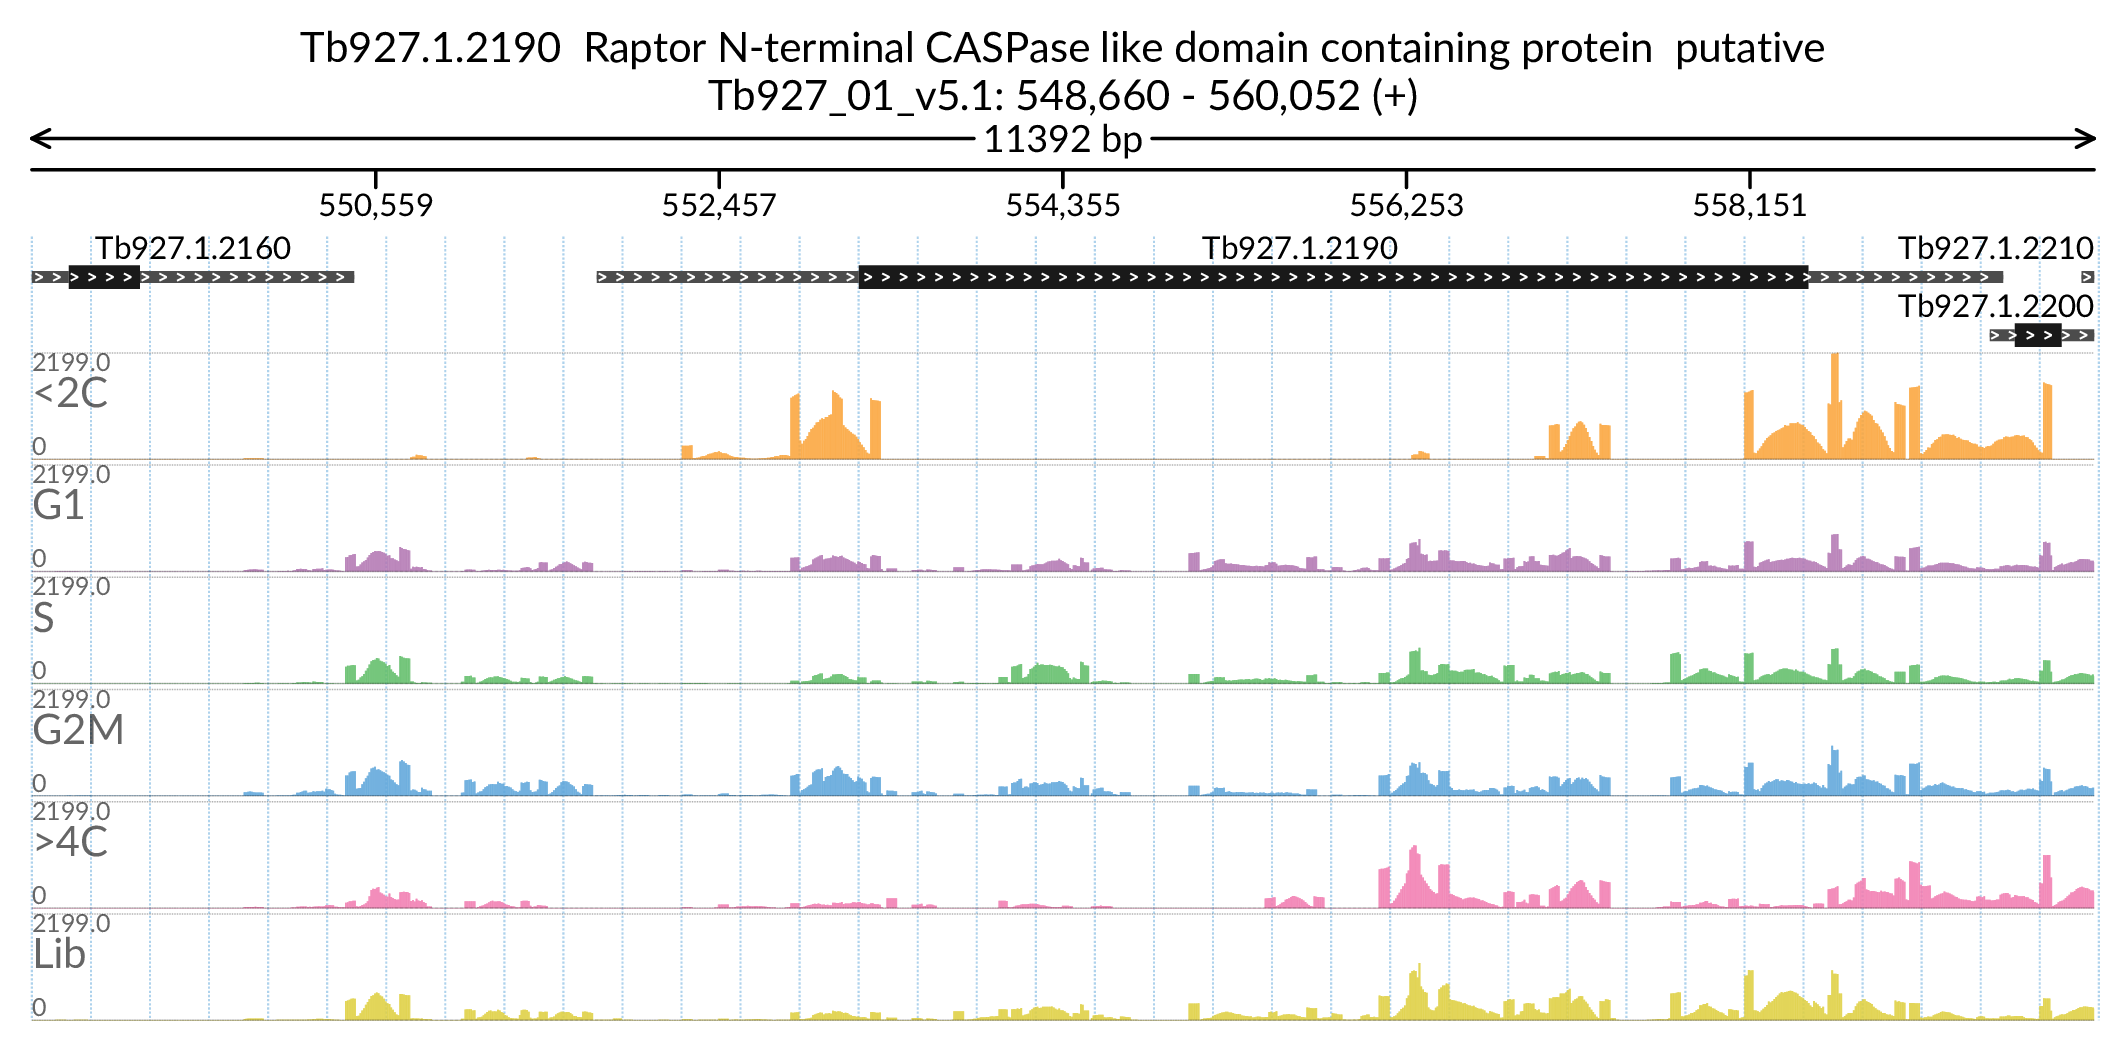 Tb927.1.2190  Raptor N-terminal CASPase like domain containing protein  putative
Tb927_01_v5.1: 548,660 - 560,052 (+)
11392 bp
550,559 552,457 554,355 556,253 558,151
Tb927.1.2160 Tb927.1.2190 Tb927.1.2210
Tb927.1.2200
2199.0
<2C
0
2199.0
G1
0
2199.0
S
0
2199.0
G2M
0
2199.0
>4C
0
2199.0
Lib
0